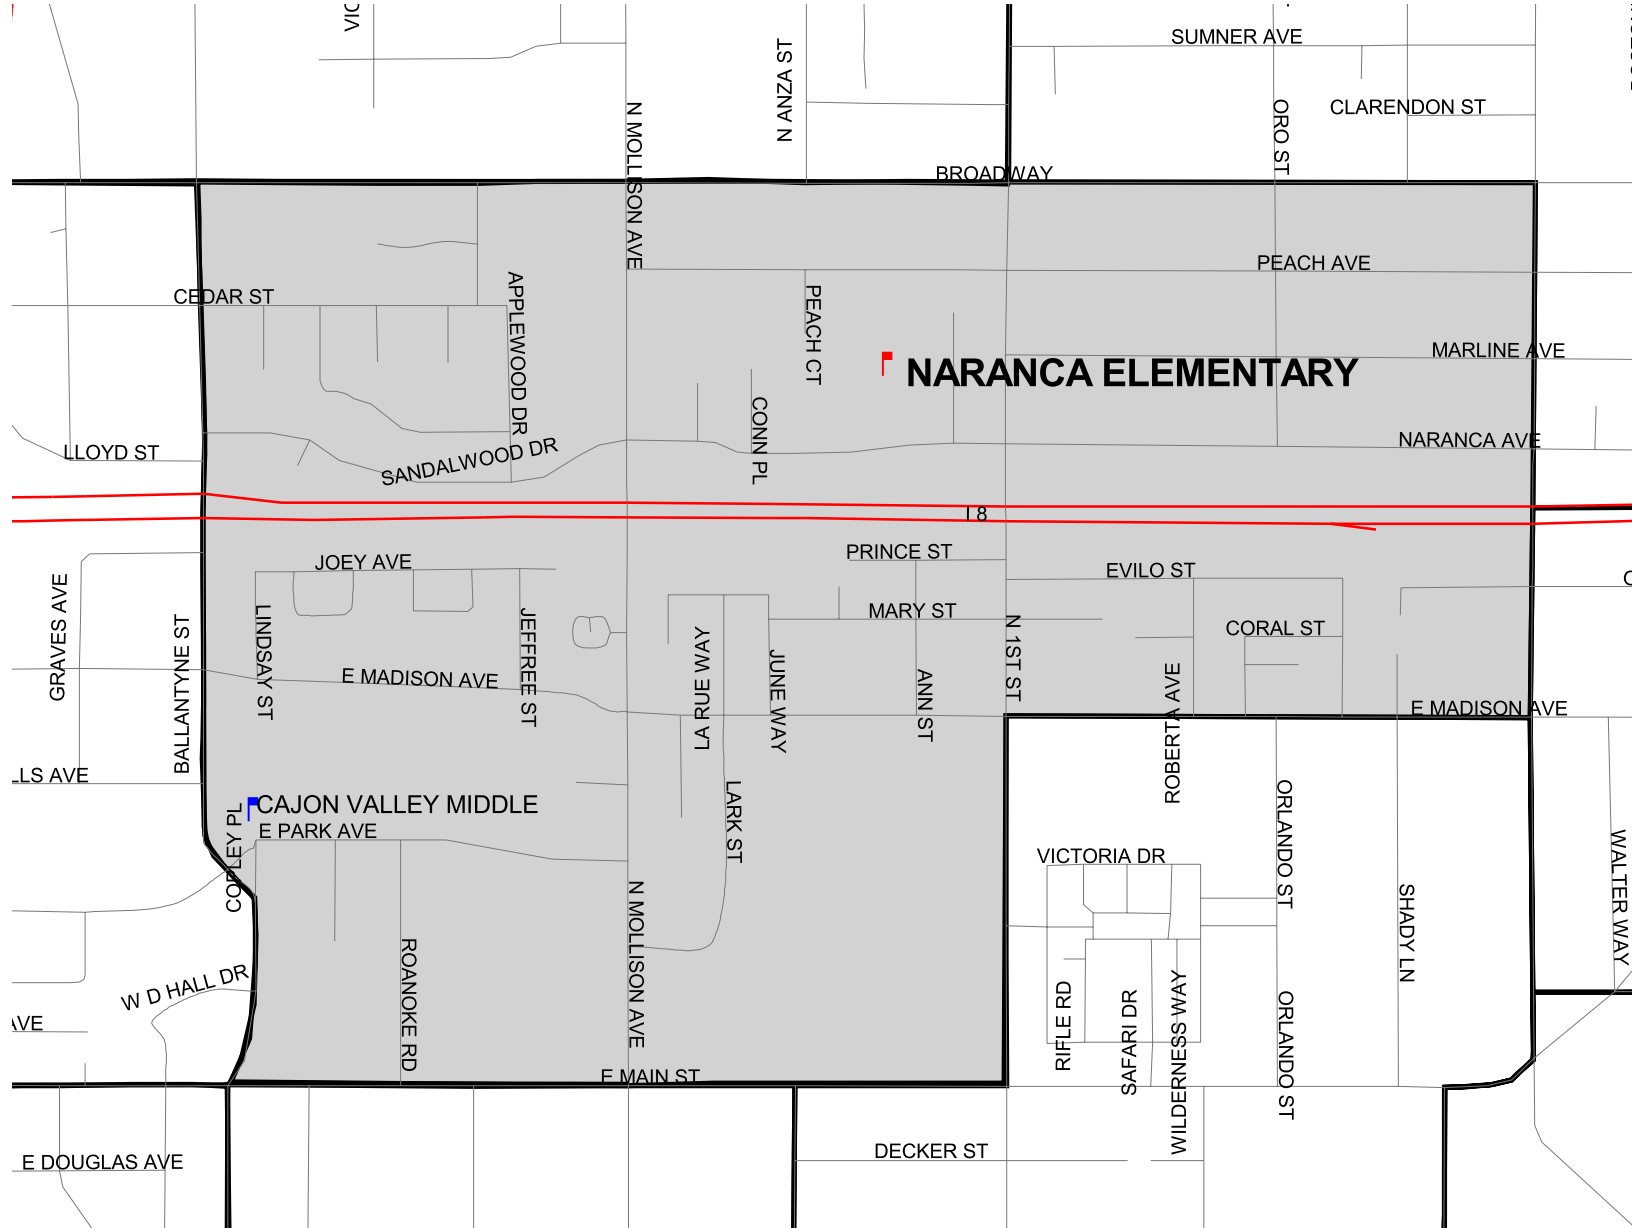 VIC
SUMNER AVE
N ANZA ST
CLARENDON ST
N MOLLISON AVE
ORO ST
BROADWAY
PEACH AVE
CEDAR ST
APPLEWOOD DR
PEACH CT
MARLINE AVE
NARANCA ELEMENTARY
CONN PL
NARANCA AVE
LLOYD ST
SANDALWOOD DR
I 8
PRINCE ST
JOEY AVE
EVILO ST
GRAVES AVE
MARY ST
LINDSAY ST
JEFFREE ST
BALLANTYNE ST
N 1ST ST
CORAL ST
LA RUE WAY
JUNE WAY
E MADISON AVE
ANN ST
ROBERTA AVE
E MADISON AVE
LLS AVE
CAJON VALLEY MIDDLE
COPLEY PL
E PARK AVE
LARK ST
ORLANDO ST
VICTORIA DR
WALTER WAY
N MOLLISON AVE
SHADY LN
ROANOKE RD
W D HALL DR
RIFLE RD
SAFARI DR
WILDERNESS WAY
ORLANDO ST
AVE
E MAIN ST
DECKER ST
E DOUGLAS AVE